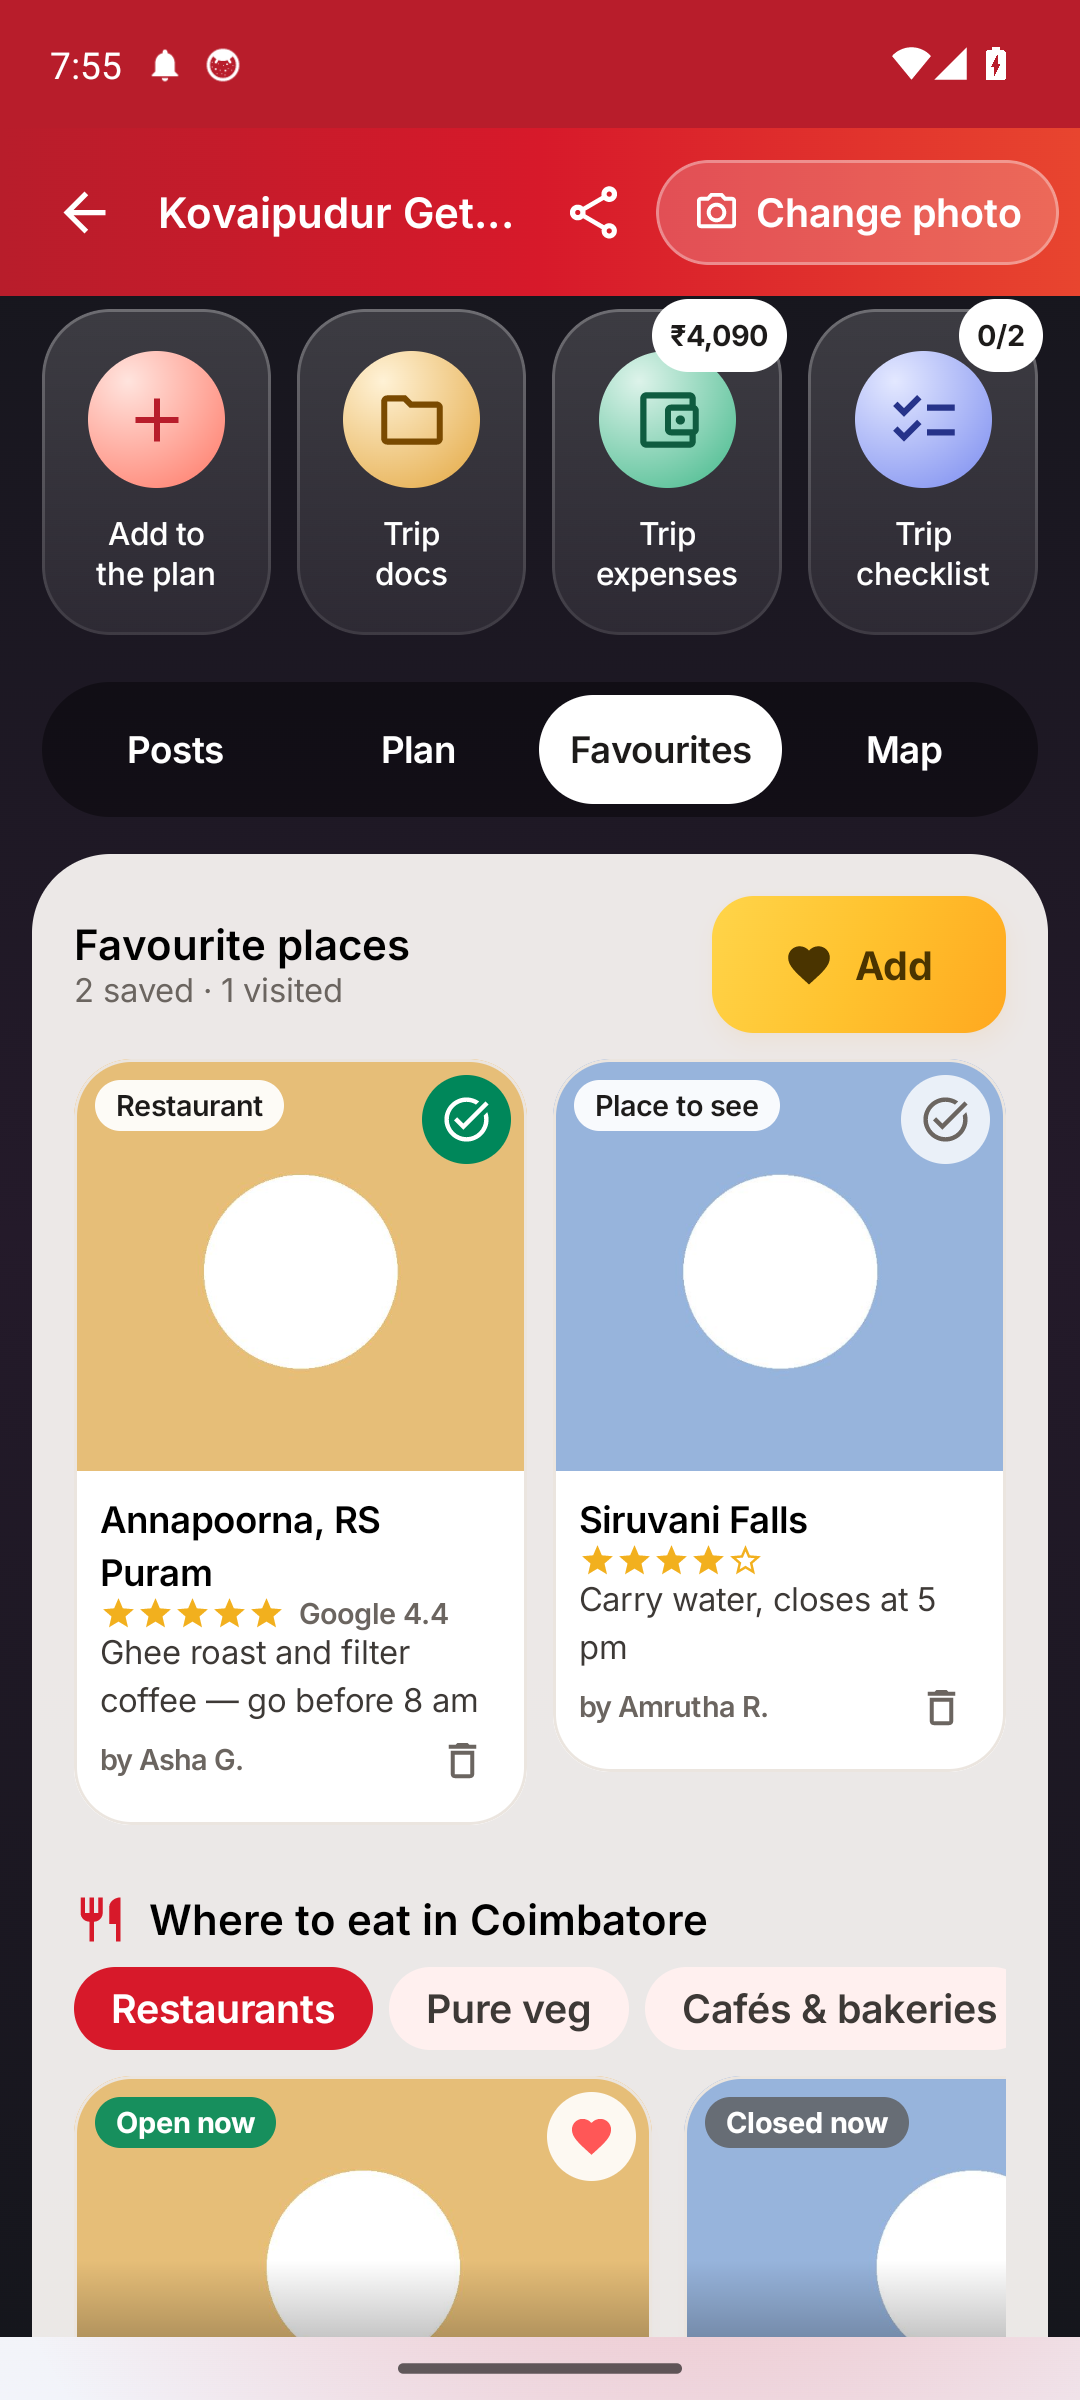 7:55
Kovaipudur Get...
Change photo
₹4,090
0/2
Add to
the plan
Trip
docs
Trip
expenses
Trip
checklist
Posts
Plan
Favourites
Map
Favourite places
2 saved · 1 visited
Add
Restaurant
Place to see
Annapoorna, RS
Puram
Google 4.4
Ghee roast and filter
coffee — go before 8 am
by Asha G.
Siruvani Falls
Carry water, closes at 5
pm
by Amrutha R.
Where to eat in Coimbatore
Restaurants
Pure veg
Cafés & bakeries
Open now
Closed now